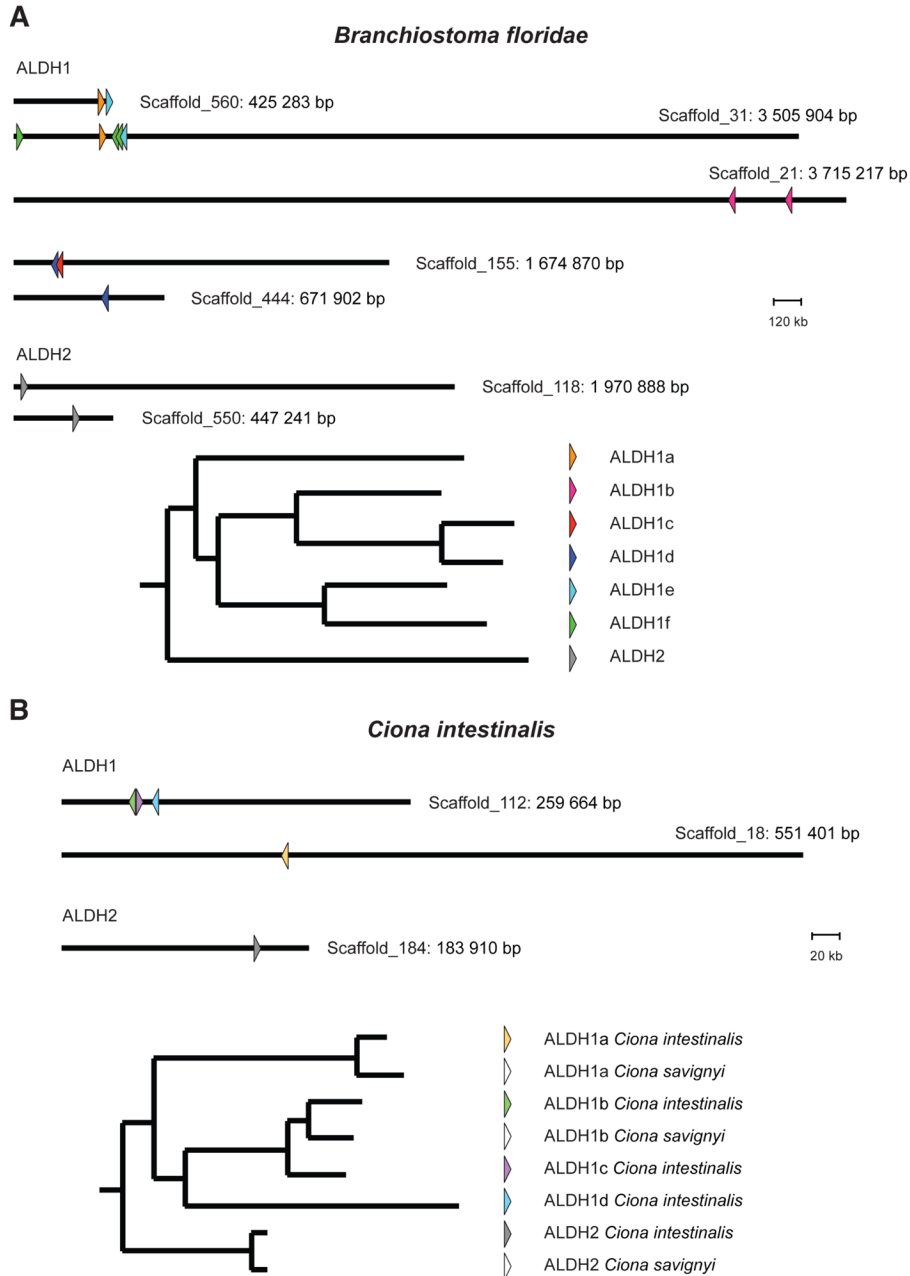 A
Branchiostoma floridae
ALDH1
Scaffold_560: 425 283 bp
Scaffold_31: 3 505 904 bp
Scaffold_21: 3 715 217 bp
Scaffold_155: 1 674 870 bp
Scaffold_444: 671 902 bp
120 kb
ALDH2
Scaffold_118: 1 970 888 bp
Scaffold_550: 447 241 bp
ALDH1a
ALDH1b
ALDH1c
ALDH1d
ALDH1e
ALDH1f
ALDH2
B
Ciona intestinalis
ALDH1
Scaffold_112: 259 664 bp
Scaffold_18: 551 401 bp
ALDH2
Scaffold_184: 183 910 bp
20 kb
ALDH1a Ciona intestinalis
ALDH1a Ciona savignyi
ALDH1b Ciona intestinalis
ALDH1b Ciona savignyi
ALDH1c Ciona intestinalis
ALDH1d Ciona intestinalis
ALDH2 Ciona intestinalis
ALDH2 Ciona savignyi